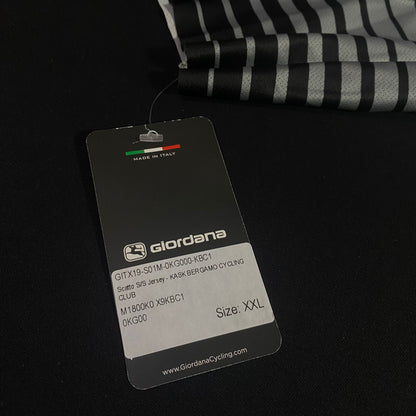 MADE IN ITALY
GIORDANA
GITX19-S01M-0KG000-KBC1
Scatto S/S Jersey - KASK BERGAMO CYCLING
CLUB
M1800K0 X9KBC1
0KG00
Size: XXL
www.GiordanaCycling.com